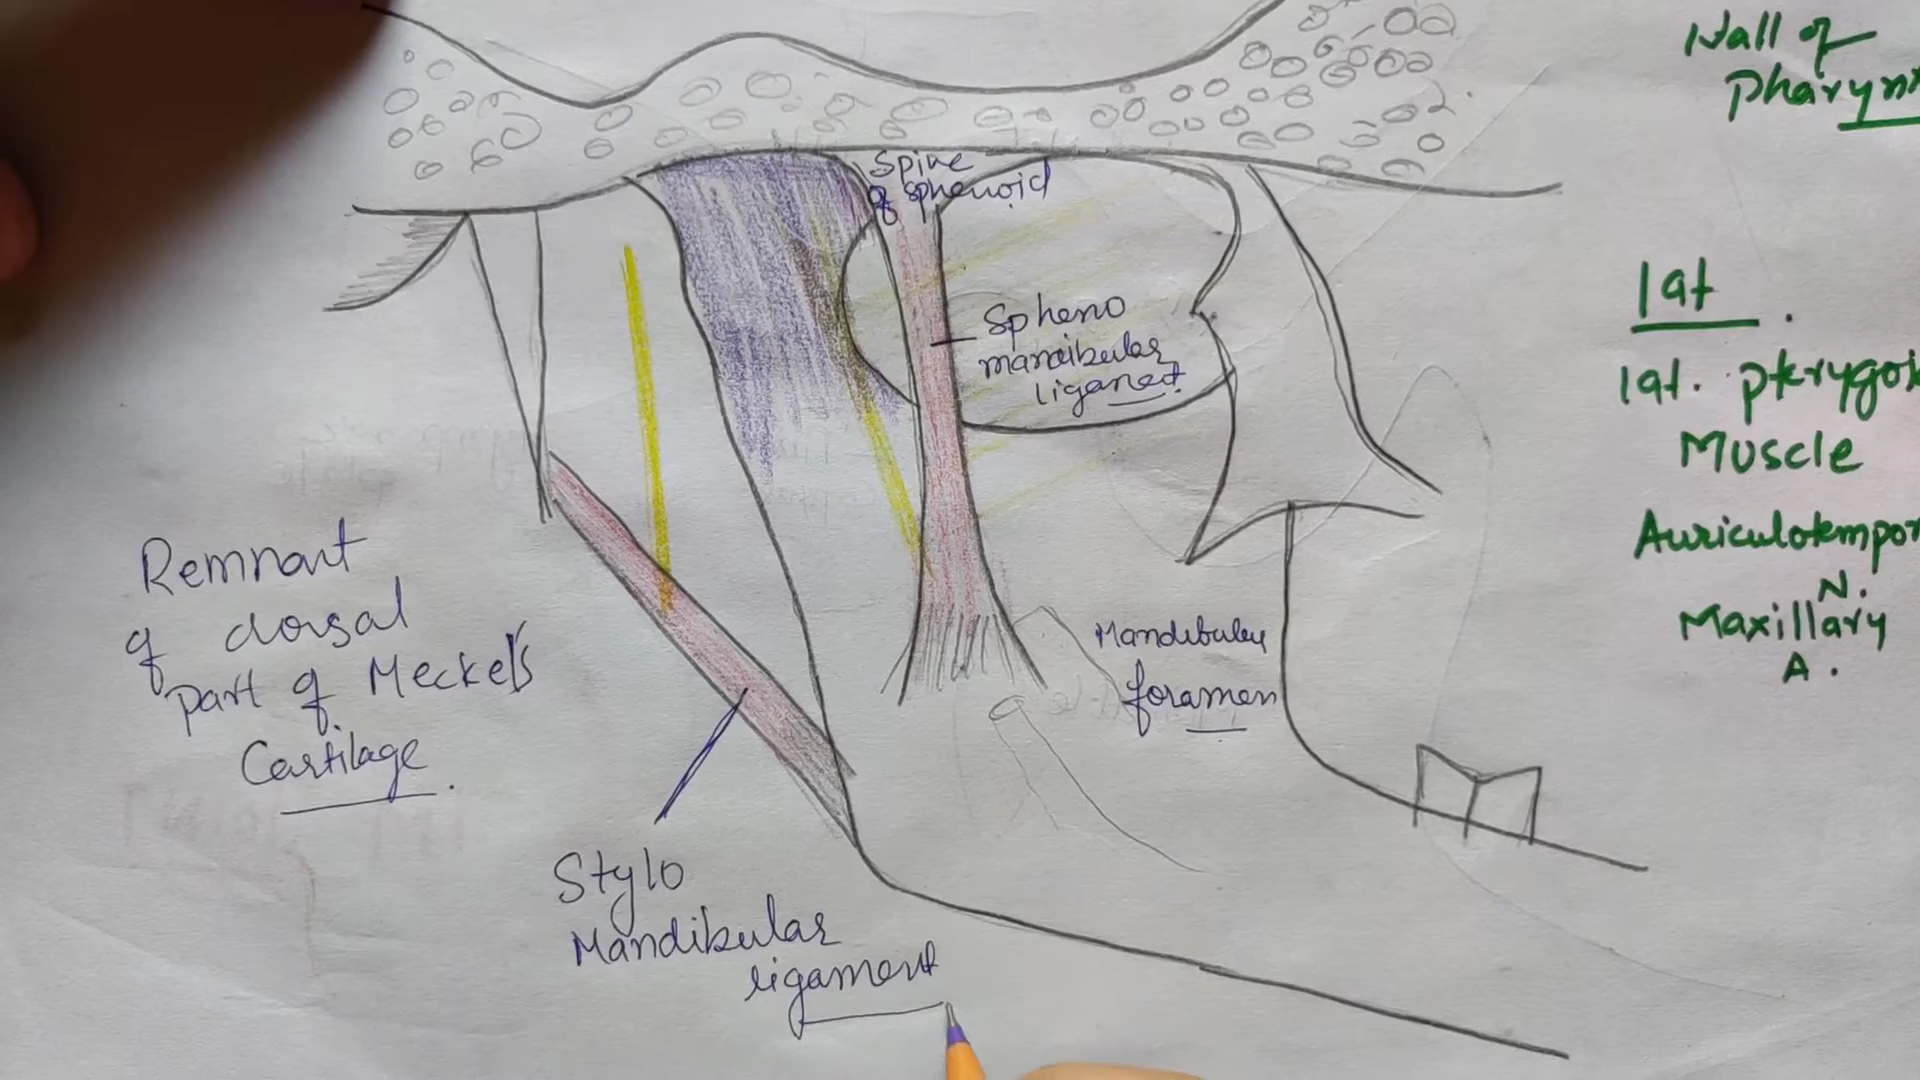 Wall of
Pharynx
Spine
of sphenoid
Spheno
mandibular
ligament
lat.
lat. pterygoi
Muscle
Auriculotempor
N.
Maxillary
A.
Remnant
of dorsal
part of Meckel's
Cartilage.
Mandibular
foramen
Stylo
Mandibular
ligament